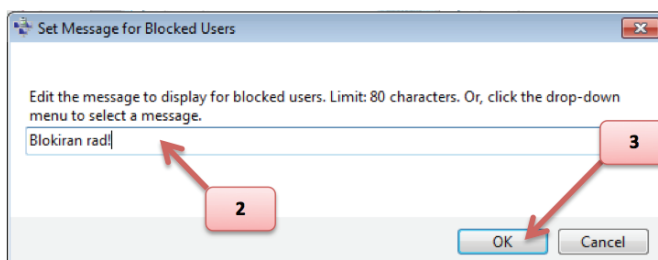 Set Message for Blocked Users
Edit the message to display for blocked users. Limit: 80 characters. Or, click the drop-down
menu to select a message.
Blokiran rad!
3
2
OK
Cancel